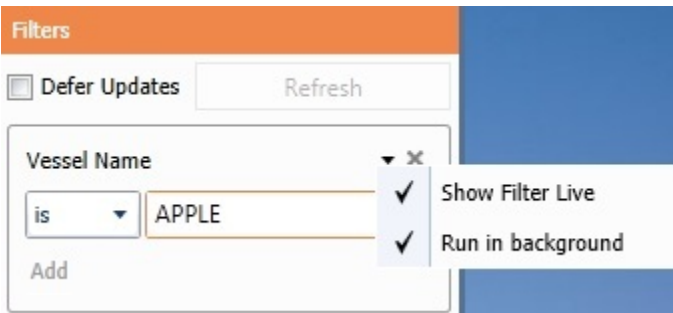 Filters
Defer Updates Refresh
Vessel Name
Show Filter Live
is APPLE
Run in background
Add